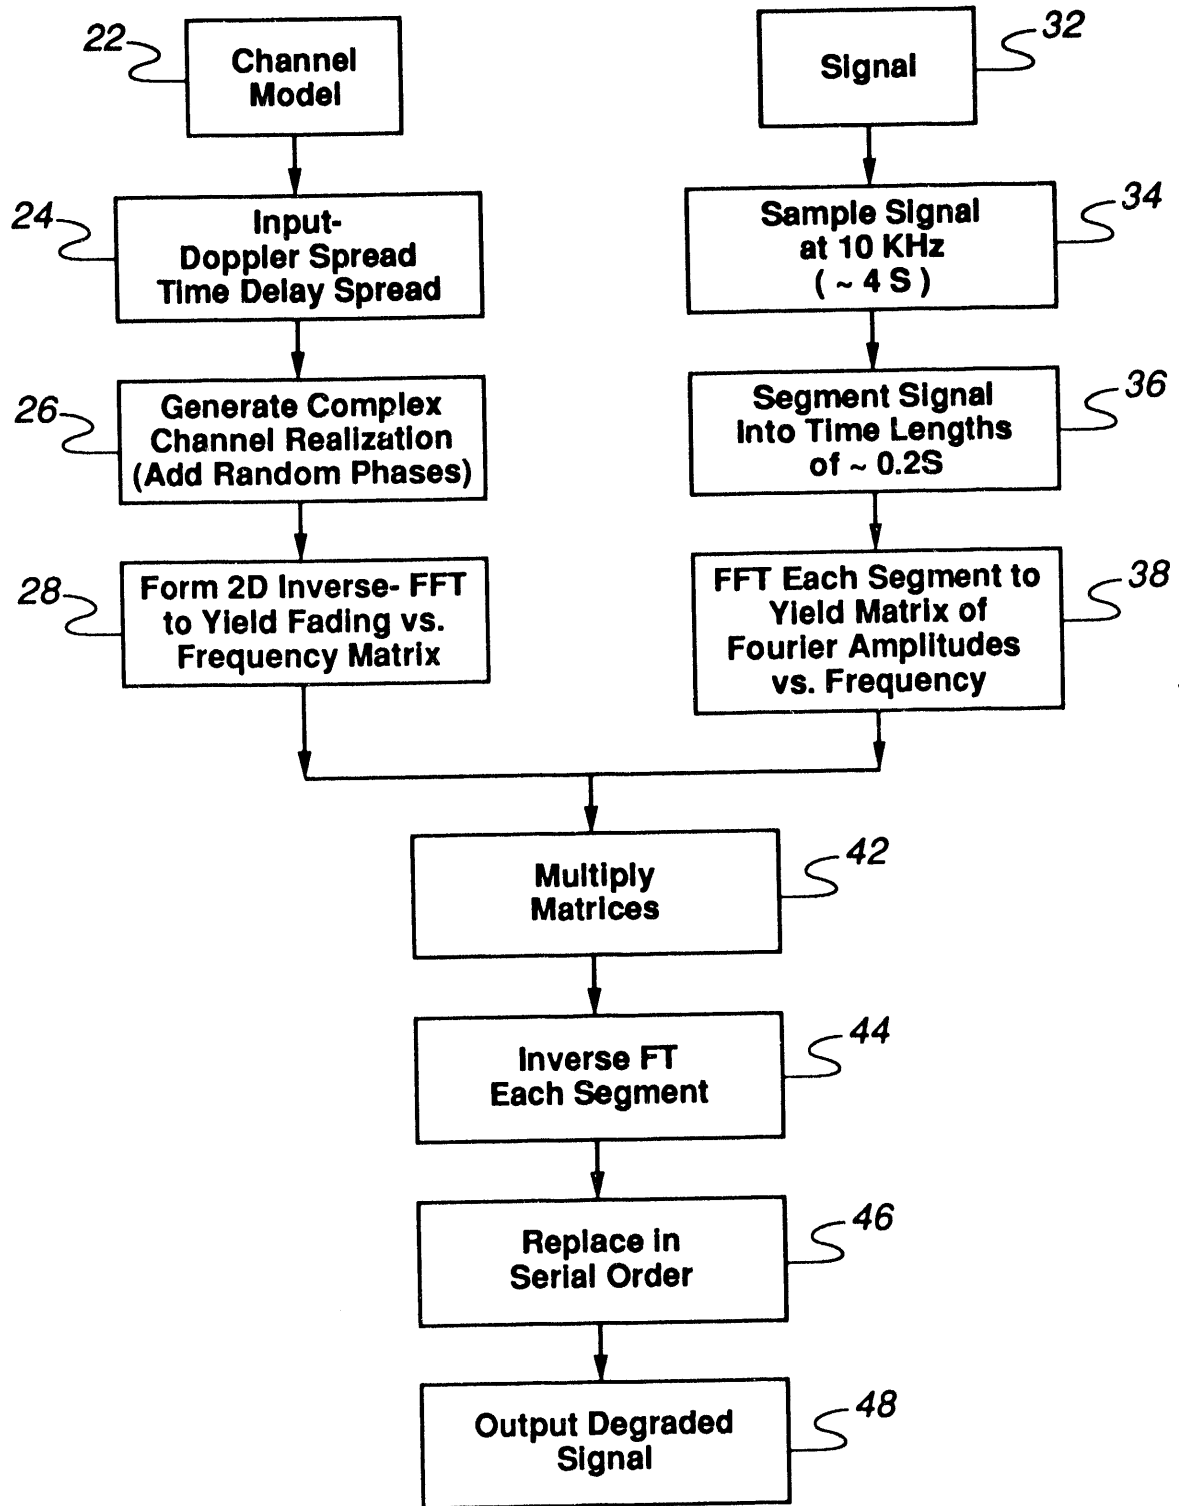 22
Channel
Model
24
Input-
Doppler Spread
Time Delay Spread
26
Generate Complex
Channel Realization
(Add Random Phases)
28
Form 2D Inverse- FFT
to Yield Fading vs.
Frequency Matrix
32
Signal
34
Sample Signal
at 10 KHz
( ~ 4 S )
36
Segment Signal
into Time Lengths
of ~ 0.2S
38
FFT Each Segment to
Yield Matrix of
Fourier Amplitudes
vs. Frequency
42
Multiply
Matrices
44
Inverse FT
Each Segment
46
Replace in
Serial Order
48
Output Degraded
Signal